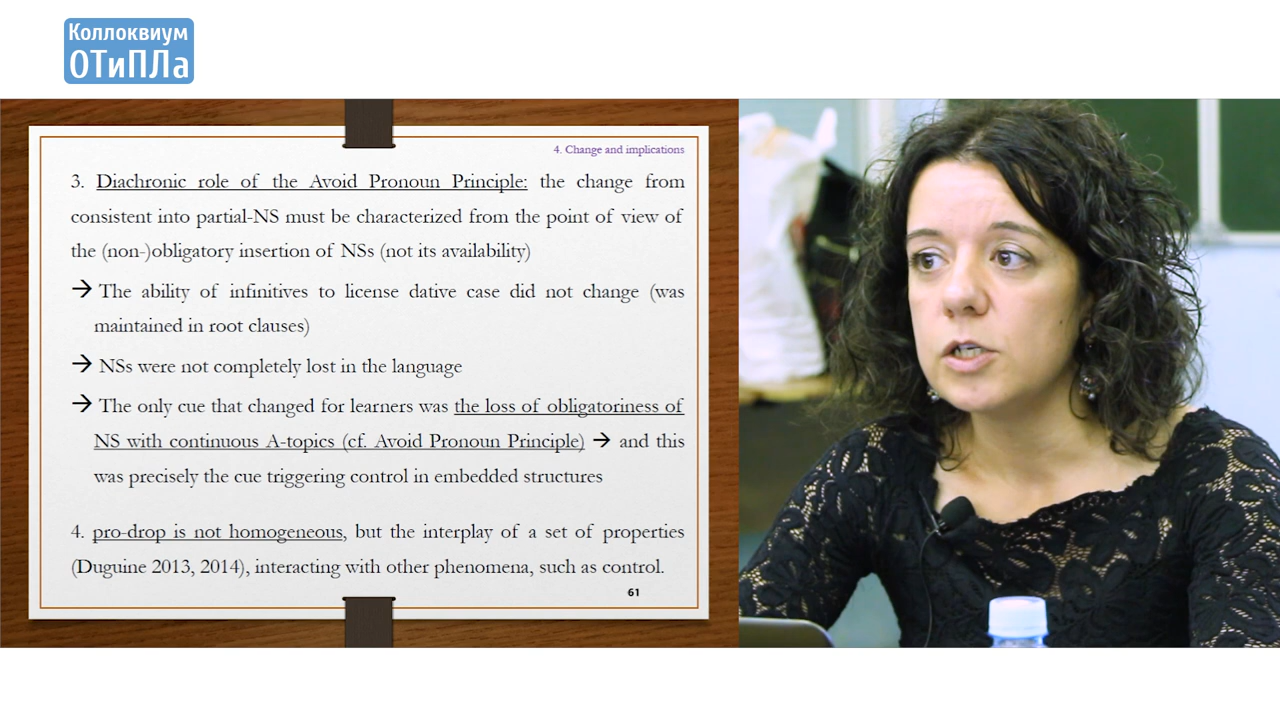 Коллоквиум
ОТиПЛа
4. Change and implications
3. Diachronic role of the Avoid Pronoun Principle: the change from
consistent into partial-NS must be characterized from the point of view of
the (non-)obligatory insertion of NSs (not its availability)
→ The ability of infinitives to license dative case did not change (was
maintained in root clauses)
→ NSs were not completely lost in the language
→ The only cue that changed for learners was the loss of obligatoriness of
NS with continuous A-topics (cf. Avoid Pronoun Principle) → and this
was precisely the cue triggering control in embedded structures
4. pro-drop is not homogeneous, but the interplay of a set of properties
(Duguine 2013, 2014), interacting with other phenomena, such as control.
61